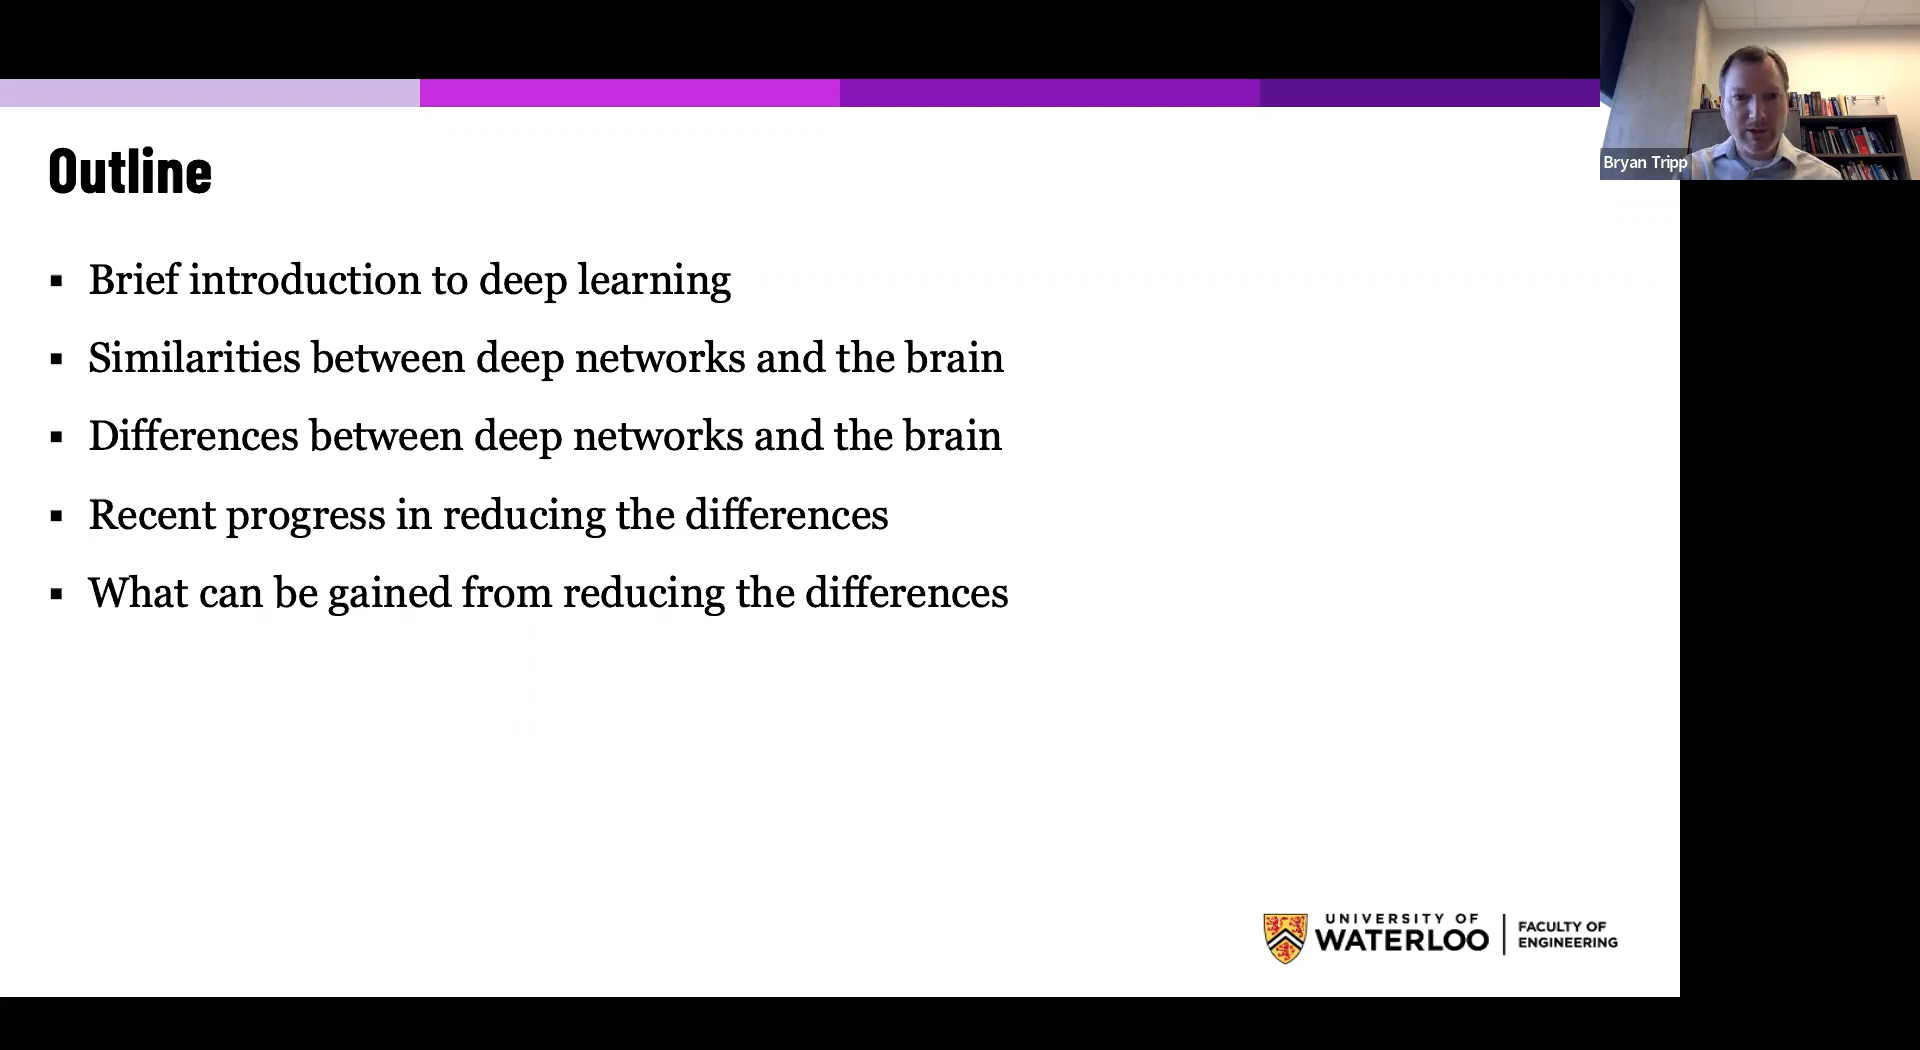 Outline
▪ Brief introduction to deep learning
▪ Similarities between deep networks and the brain
▪ Differences between deep networks and the brain
▪ Recent progress in reducing the differences
▪ What can be gained from reducing the differences
Bryan Tripp
UNIVERSITY OF
WATERLOO
FACULTY OF
ENGINEERING